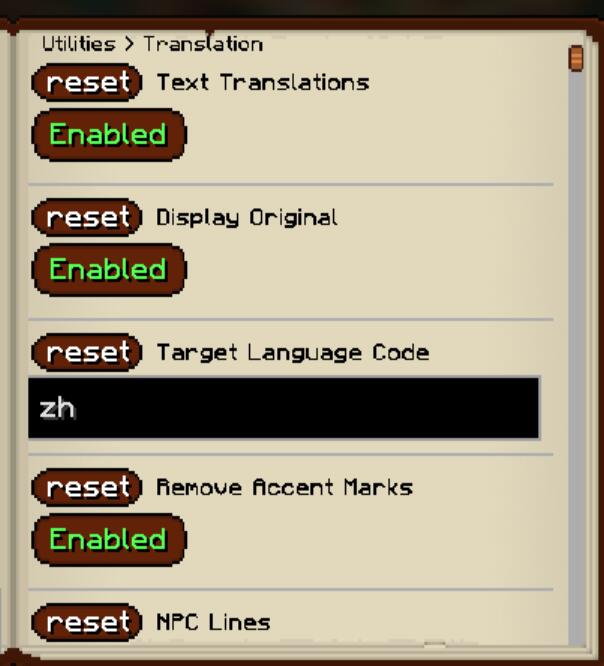 Utilities > Translation
reset Text Translations
Enabled
reset Display Original
Enabled
reset Target Language Code
zh
reset Remove Accent Marks
Enabled
reset NPC Lines